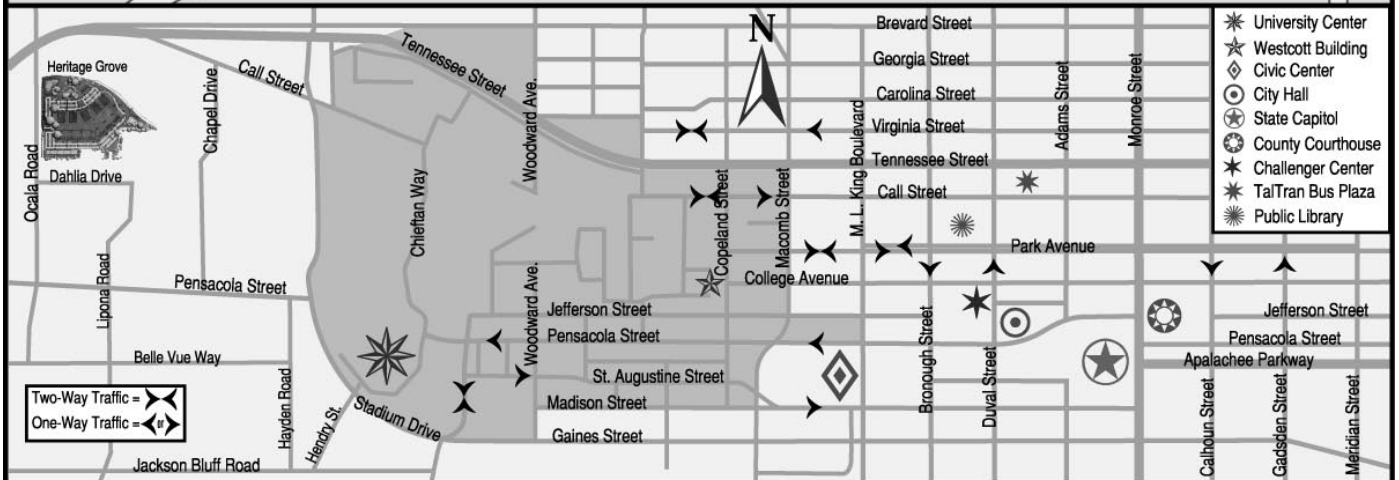 Brevard Street
N
University Center
Westcott Building
Civic Center
City Hall
State Capitol
County Courthouse
Challenger Center
TalTran Bus Plaza
Public Library
Georgia Street
Tennessee Street
Heritage Grove
Call Street
Chapel Drive
Woodward Ave.
Carolina Street
Adams Street
Monroe Street
Virginia Street
M. L. King Boulevard
Tennessee Street
Ocala Road
Dahlia Drive
Chieftan Way
Copeland Street
Macomb Street
Call Street
Park Avenue
Lipona Road
Pensacola Street
College Avenue
Woodward Ave.
Jefferson Street
Jefferson Street
Pensacola Street
Pensacola Street
Bronough Street
Duval Street
Belle Vue Way
Apalachee Parkway
St. Augustine Street
Two-Way Traffic =
One-Way Traffic = or
Hayden Road
Hendry St.
Stadium Drive
Madison Street
Gaines Street
Calhoun Street
Gadsden Street
Meridian Street
Jackson Bluff Road